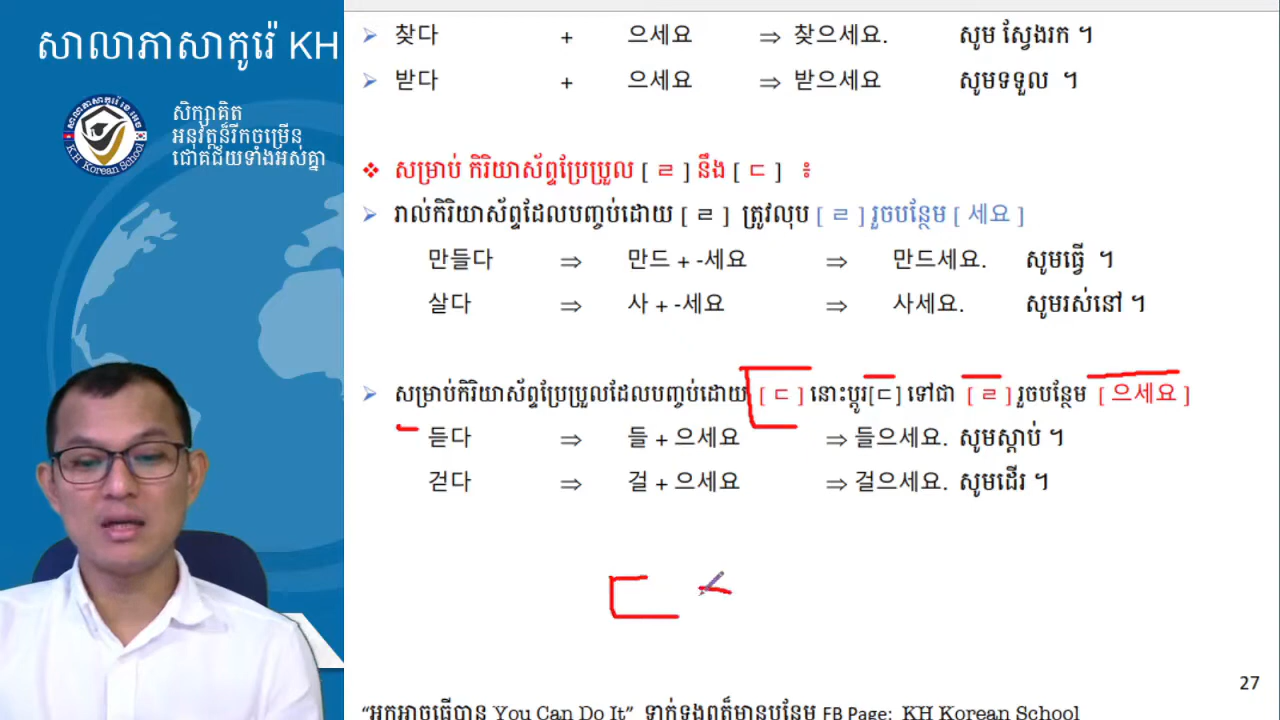 សាលាភាសាកូរ៉េ KH
សិក្សាគិត
អនុវត្តន៍រីកចម្រើន
ជោគជ័យទាំងអស់គ្នា
K.H Korean School
➢ 찾다 + 으세요 ⇒ 찾으세요. សូម ស្វែងរក ។
➢ 받다 + 으세요 ⇒ 받으세요 សូមទទួល ។
❖ សម្រាប់ កិរិយាស័ព្ទប្រែប្រួល [ ㄹ ] នឹង [ ㄷ ] ៖
➢ រាល់កិរិយាស័ព្ទដែលបញ្ចប់ដោយ [ ㄹ ] ត្រូវលុប [ ㄹ ] រួចបន្ថែម [ 세요 ]
만들다 ⇒ 만드 + -세요 ⇒ 만드세요. សូមធ្វើ ។
살다 ⇒ 사 + -세요 ⇒ 사세요. សូមរស់នៅ ។
➢ សម្រាប់កិរិយាស័ព្ទប្រែប្រួលដែលបញ្ចប់ដោយ [ ㄷ ] នោះប្ដូរ[ㄷ] ទៅជា [ ㄹ ] រួចបន្ថែម [ 으세요 ]
듣다 ⇒ 들 + 으세요 ⇒ 들으세요. សូមស្ដាប់ ។
걷다 ⇒ 걸 + 으세요 ⇒ 걸으세요. សូមដើរ ។
ㄷ
27
“អ្នកអាចធ្វើបាន You Can Do It” ទាក់ទងព័ត៌មានបន្ថែម FB Page: KH Korean School